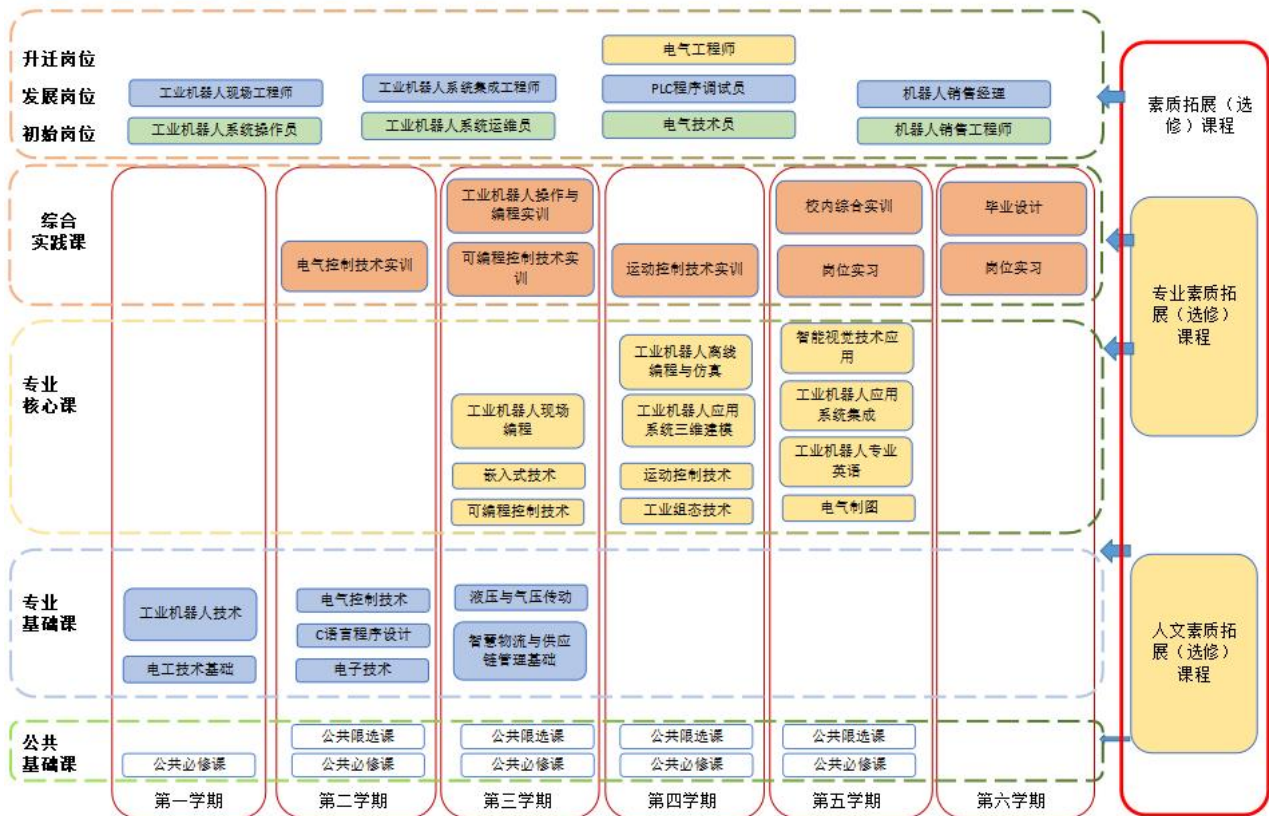 升迁岗位
电气工程师
发展岗位
工业机器人现场工程师
工业机器人系统集成工程师
PLC程序调试员
机器人销售经理
初始岗位
工业机器人系统操作员
工业机器人系统运维员
电气技术员
机器人销售工程师
素质拓展（选
修）课程
综合
实践课
电气控制技术实训
工业机器人操作与
编程实训
可编程控制技术实
训
运动控制技术实训
校内综合实训
岗位实习
毕业设计
岗位实习
专业素质拓
展（选修）
课程
专业
核心课
工业机器人现场
编程
嵌入式技术
可编程控制技术
工业机器人离线
编程与仿真
工业机器人应用
系统三维建模
运动控制技术
工业组态技术
智能视觉技术应
用
工业机器人应用
系统集成
工业机器人专业
英语
电气制图
专业
基础课
工业机器人技术
电工技术基础
电气控制技术
C语言程序设计
电子技术
液压与气压传动
智慧物流与供应
链管理基础
人文素质拓
展（选修）
课程
公共
基础课
公共必修课
公共限选课
公共必修课
公共限选课
公共必修课
公共限选课
公共必修课
公共限选课
公共必修课
第一学期
第二学期
第三学期
第四学期
第五学期
第六学期